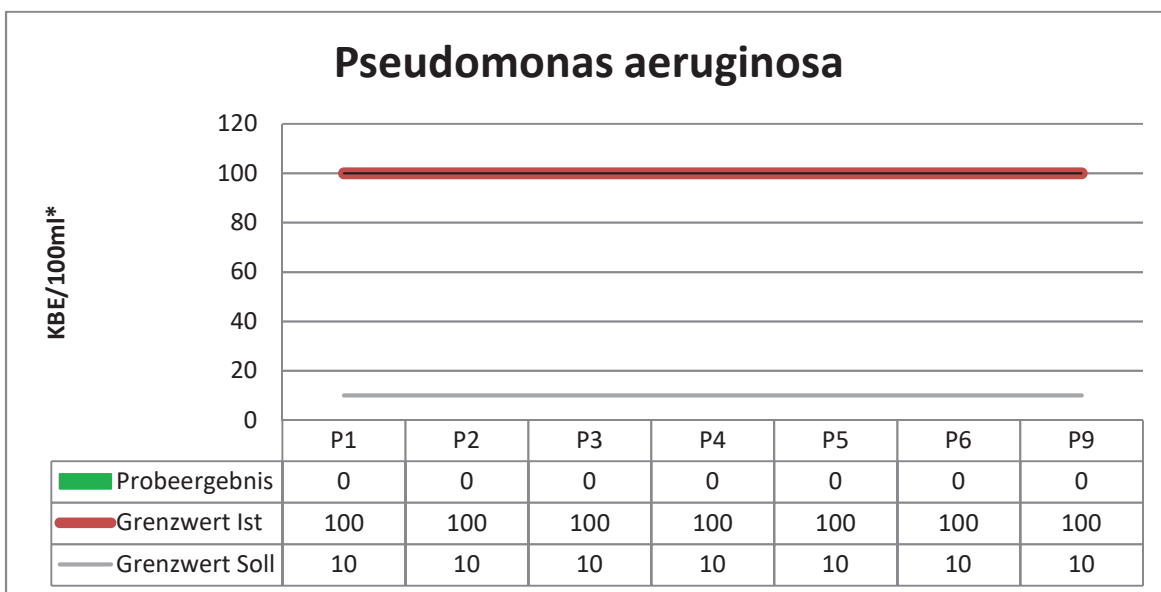 Pseudomonas aeruginosa
KBE/100ml*
120
100
80
60
40
20
0
P1 P2 P3 P4 P5 P6 P9
Probeergebnis 0 0 0 0 0 0 0
Grenzwert Ist 100 100 100 100 100 100 100
Grenzwert Soll 10 10 10 10 10 10 10